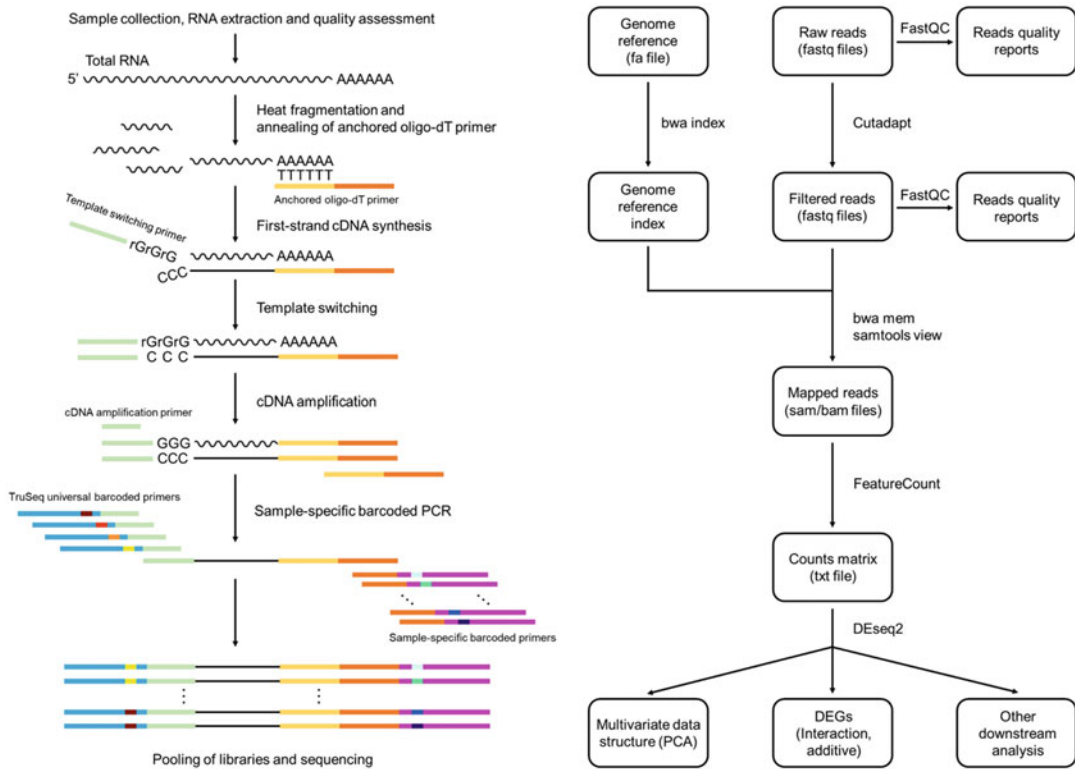 Sample collection, RNA extraction and quality assessment
Total RNA
5’
AAAAAA
Heat fragmentation and
annealing of anchored oligo-dT primer
AAAAAA
TTTTTT
Anchored oligo-dT primer
Template switching primer
First-strand cDNA synthesis
rGrGrG
AAAAAA
CCC
Template switching
rGrGrG
AAAAAA
C C C
cDNA amplification
cDNA amplification primer
GGG
CCC
TruSeq universal barcoded primers
Sample-specific barcoded PCR
Sample-specific barcoded primers
Pooling of libraries and sequencing
Genome
reference
(fa file)
Raw reads
(fastq files)
FastQC
Reads quality
reports
bwa index
Cutadapt
Genome
reference
index
Filtered reads
(fastq files)
FastQC
Reads quality
reports
bwa mem
samtools view
Mapped reads
(sam/bam files)
FeatureCount
Counts matrix
(txt file)
DEseq2
Multivariate data
structure (PCA)
DEGs
(Interaction,
additive)
Other
downstream
analysis